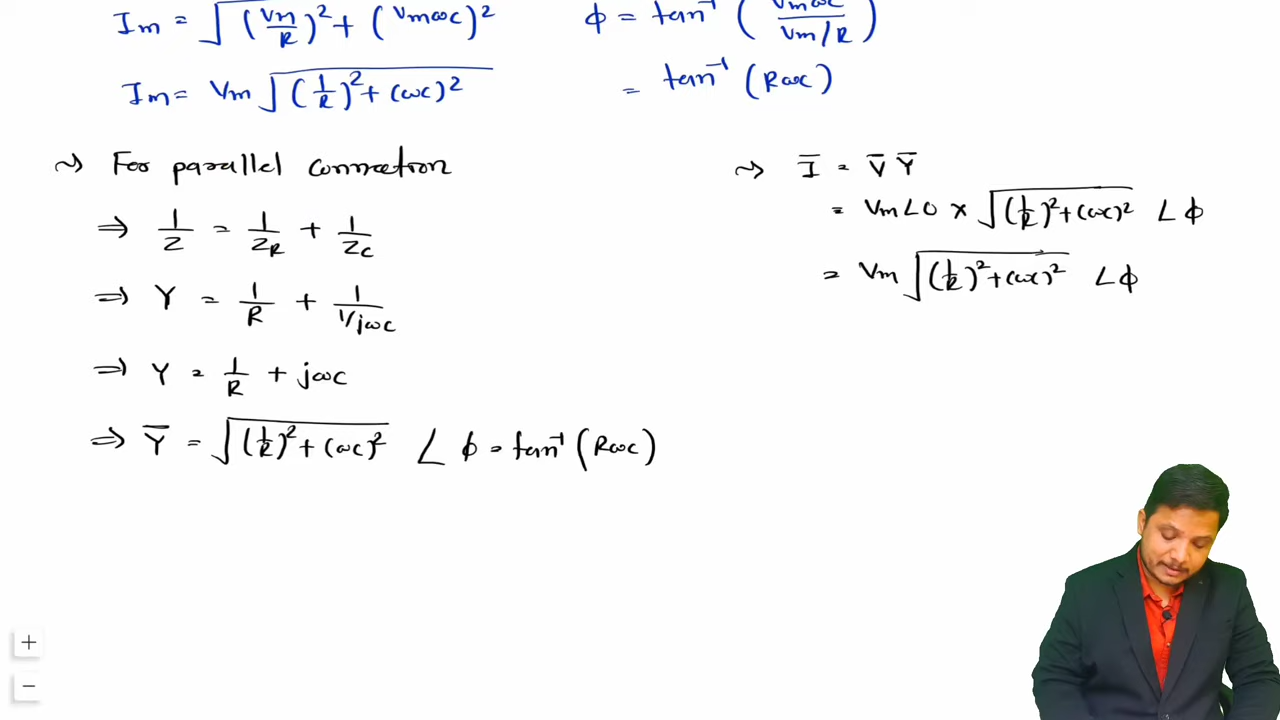 Im = √((Vm/R)² + (Vmωc)²)
Im = Vm √((1/R)² + (ωc)²)
φ = tan⁻¹ (Vmωc / Vm/R)
= tan⁻¹ (Rωc)
~> For parallel connection
⇒ 1/Z = 1/ZR + 1/Zc
⇒ Y = 1/R + 1/(1/jωc)
⇒ Y = 1/R + jωc
⇒ Y̅ = √((1/R)² + (ωc)²) ∠ φ = tan⁻¹ (Rωc)
~> I̅ = V̅ Y̅
= Vm∠0 × √((1/R)² + (ωc)²) ∠φ
= Vm √((1/R)² + (ωc)²) ∠φ
+
−